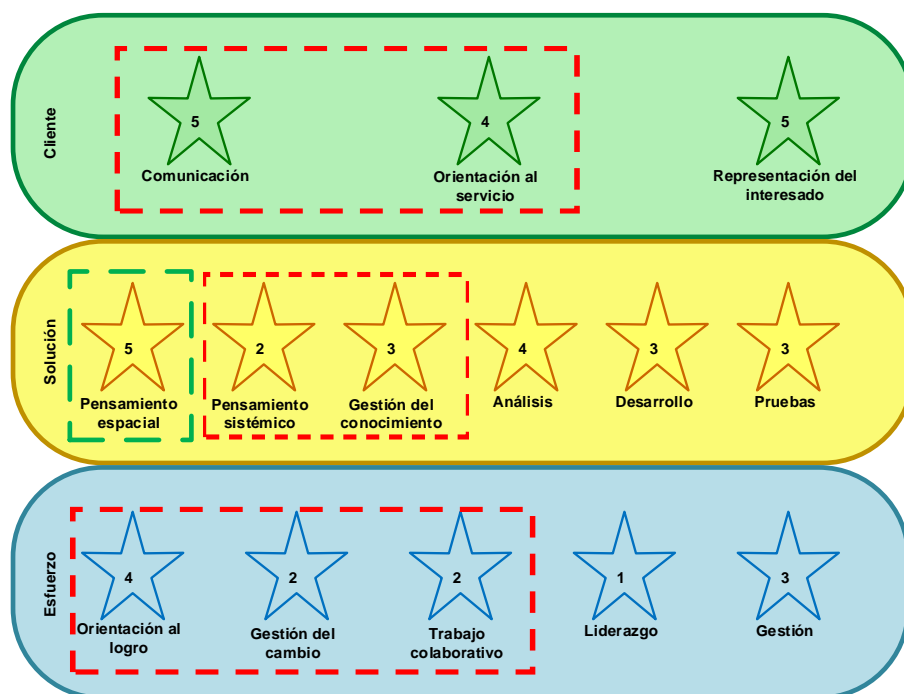 Cliente
5
4
5
Comunicación
Orientación al
servicio
Representación del
interesado
Solución
5
2
3
4
3
3
Pensamiento
espacial
Pensamiento
sistémico
Gestión del
conocimiento
Análisis
Desarrollo
Pruebas
Esfuerzo
4
2
2
1
3
Orientación al
logro
Gestión del
cambio
Trabajo
colaborativo
Liderazgo
Gestión